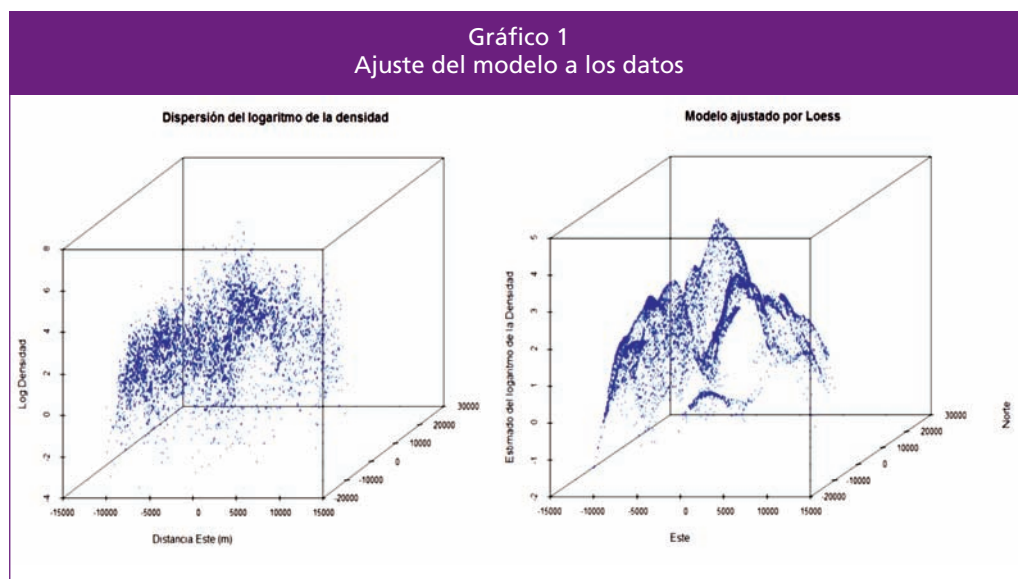 Gráfico 1
Ajuste del modelo a los datos
Dispersión del logaritmo de la densidad
Log Densidad
8
6
4
2
0
-2
-4
-15000 -10000 -5000 0 5000 10000 15000
-20000
-10000
0
10000
20000
30000
Distancia Este (m)
Modelo ajustado por Loess
Estimado del logaritmo de la Densidad
5
4
3
2
1
0
-1
-2
-15000 -10000 -5000 0 5000 10000 15000
-20000
-10000
0
10000
20000
30000
Norte
Este